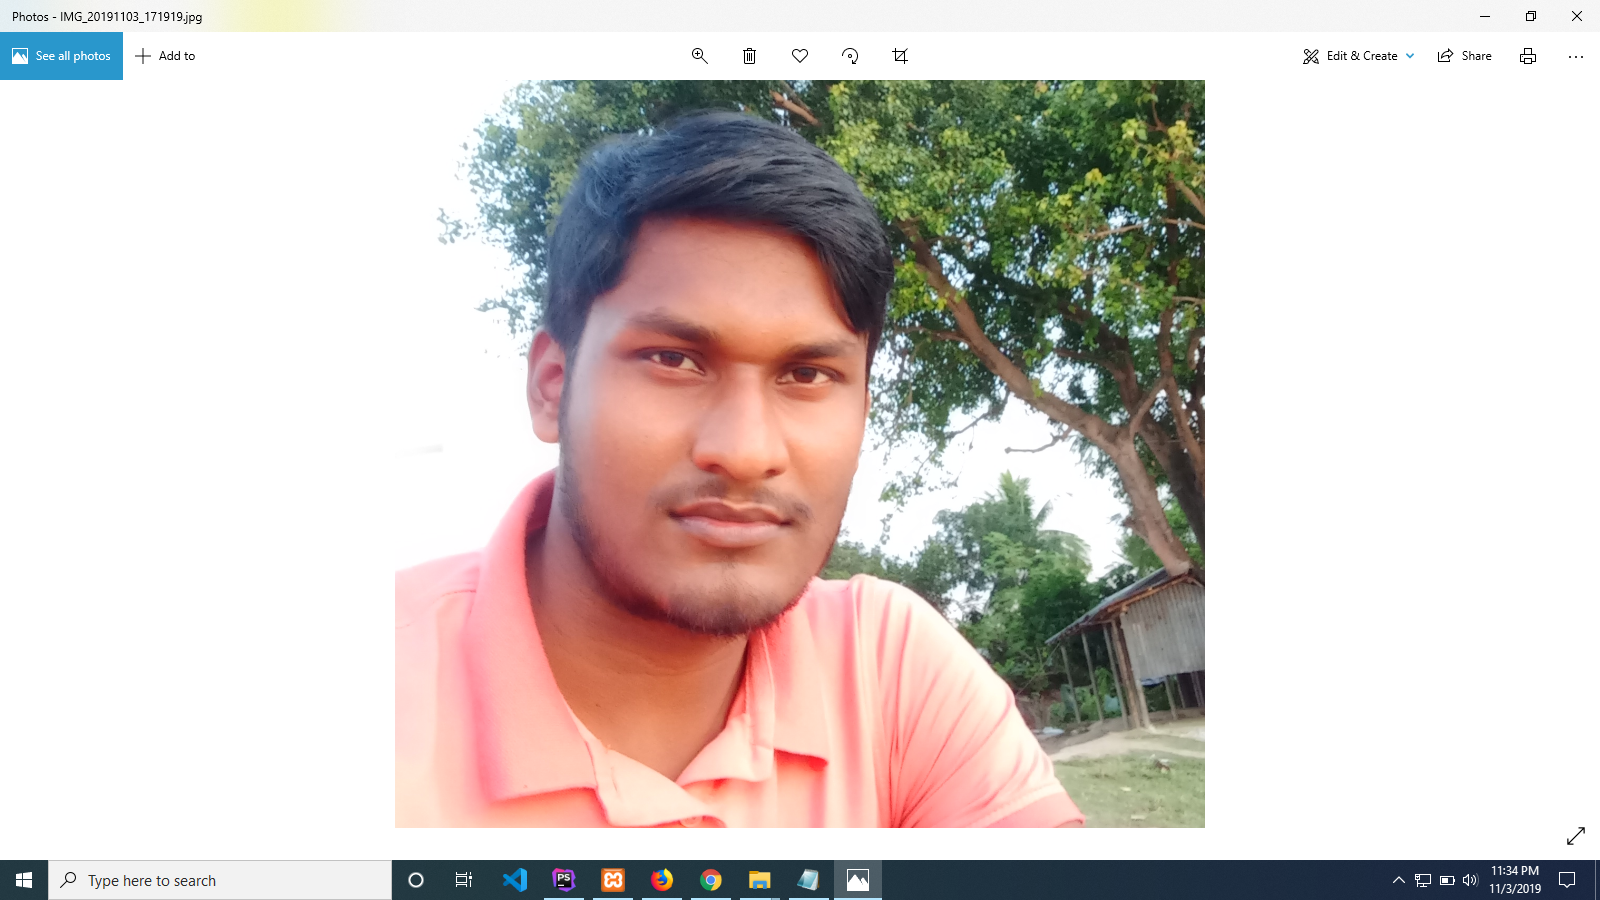 Photos - IMG_20191103_171919.jpg
See all photos
Add to
Edit & Create
Share
Type here to search
PS
11:34 PM
11/3/2019